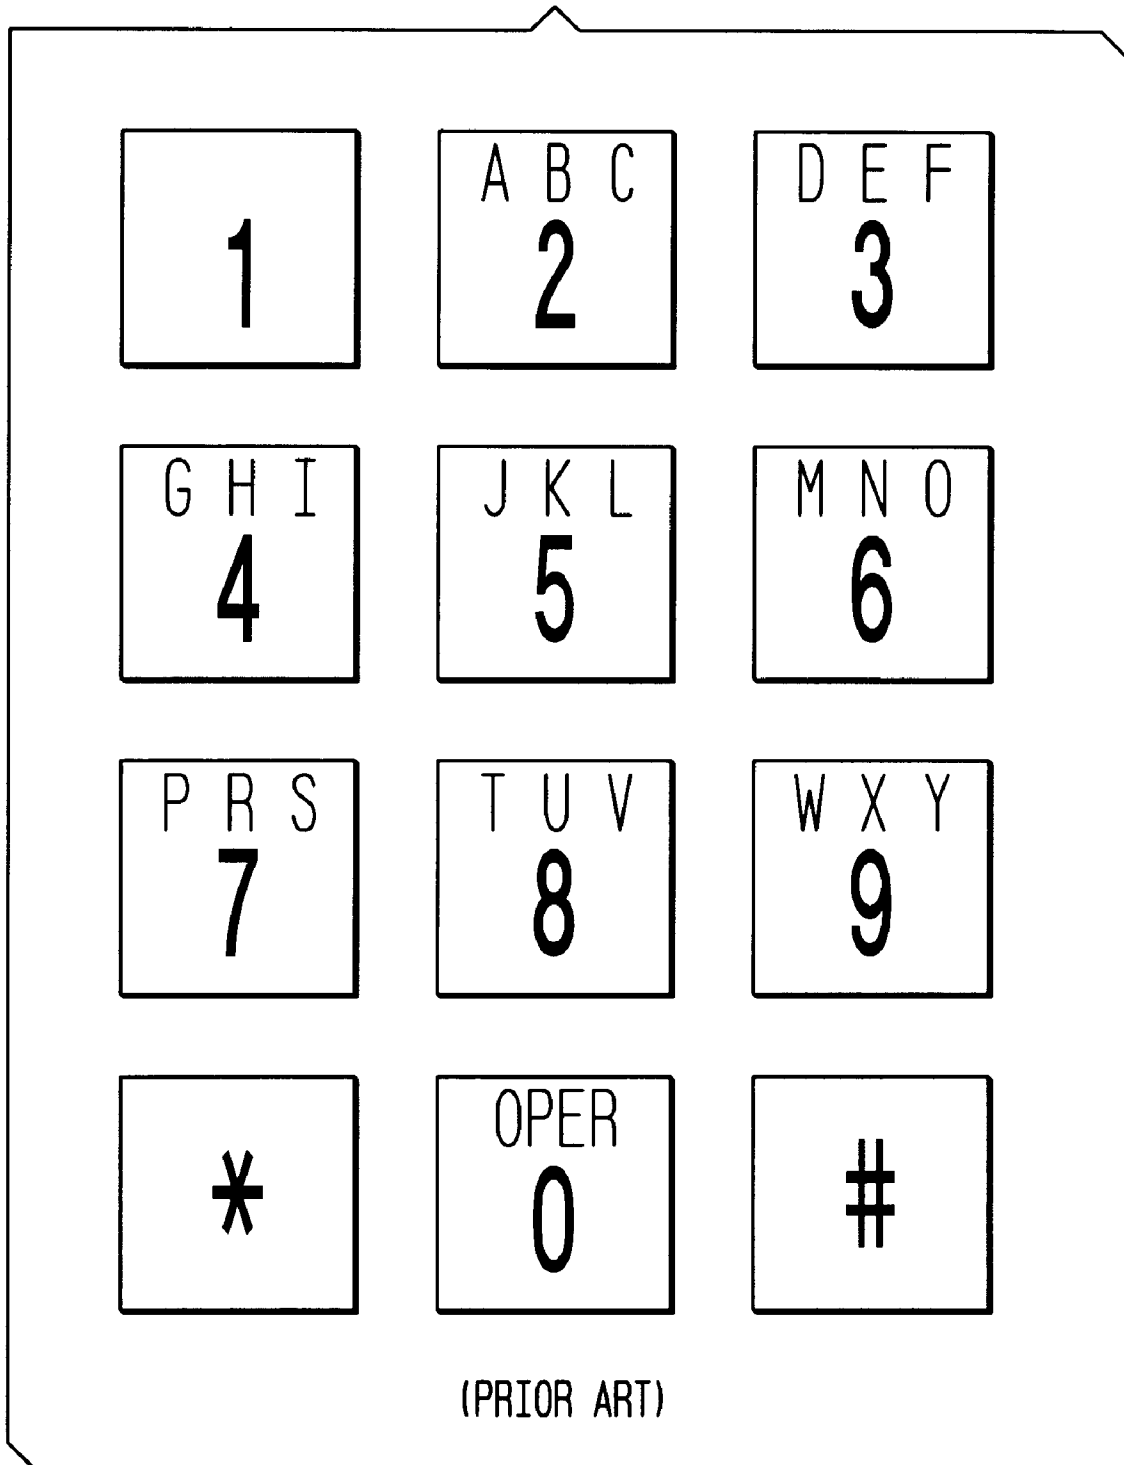 A B C D E F
1 2 3
G H I J K L M N O
4 5 6
P R S T U V W X Y
7 8 9
OPER
* 0 #
(PRIOR ART)